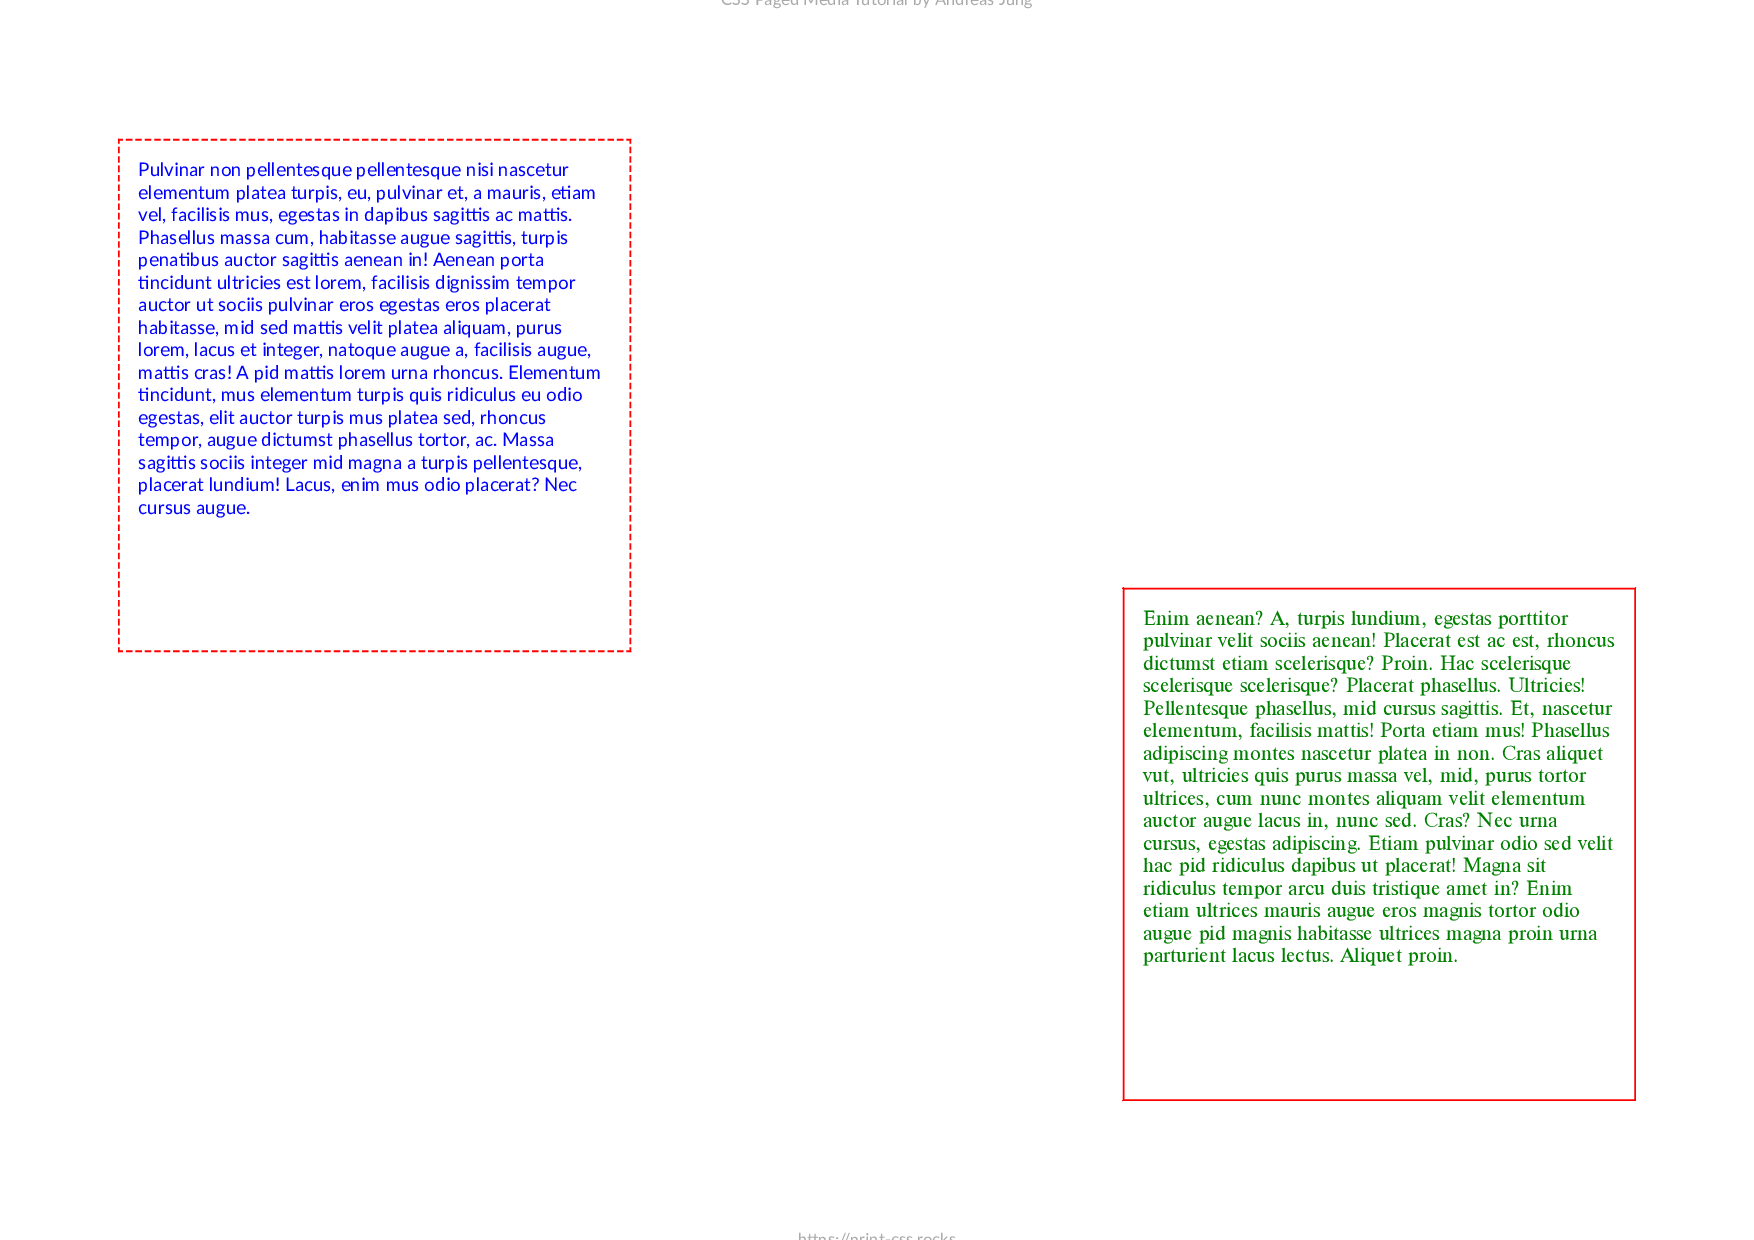 CSS Paged Media Tutorial by Andreas Jung
Pulvinar non pellentesque pellentesque nisi nascetur
elementum platea turpis, eu, pulvinar et, a mauris, etiam
vel, facilisis mus, egestas in dapibus sagittis ac mattis.
Phasellus massa cum, habitasse augue sagittis, turpis
penatibus auctor sagittis aenean in! Aenean porta
tincidunt ultricies est lorem, facilisis dignissim tempor
auctor ut sociis pulvinar eros egestas eros placerat
habitasse, mid sed mattis velit platea aliquam, purus
lorem, lacus et integer, natoque augue a, facilisis augue,
mattis cras! A pid mattis lorem urna rhoncus. Elementum
tincidunt, mus elementum turpis quis ridiculus eu odio
egestas, elit auctor turpis mus platea sed, rhoncus
tempor, augue dictumst phasellus tortor, ac. Massa
sagittis sociis integer mid magna a turpis pellentesque,
placerat lundium! Lacus, enim mus odio placerat? Nec
cursus augue.
Enim aenean? A, turpis lundium, egestas porttitor
pulvinar velit sociis aenean! Placerat est ac est, rhoncus
dictumst etiam scelerisque? Proin. Hac scelerisque
scelerisque scelerisque? Placerat phasellus. Ultricies!
Pellentesque phasellus, mid cursus sagittis. Et, nascetur
elementum, facilisis mattis! Porta etiam mus! Phasellus
adipiscing montes nascetur platea in non. Cras aliquet
vut, ultricies quis purus massa vel, mid, purus tortor
ultrices, cum nunc montes aliquam velit elementum
auctor augue lacus in, nunc sed. Cras? Nec urna
cursus, egestas adipiscing. Etiam pulvinar odio sed velit
hac pid ridiculus dapibus ut placerat! Magna sit
ridiculus tempor arcu duis tristique amet in? Enim
etiam ultrices mauris augue eros magnis tortor odio
augue pid magnis habitasse ultrices magna proin urna
parturient lacus lectus. Aliquet proin.
https://print-css.rocks